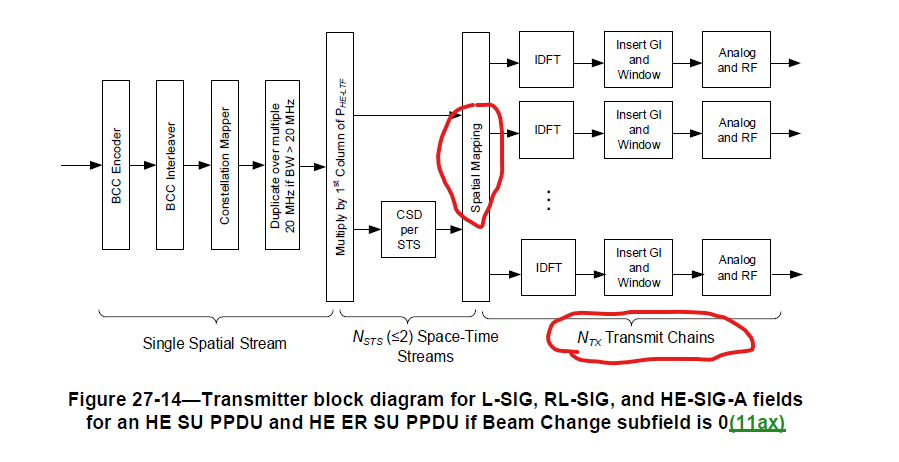 BCC Encoder
BCC Interleaver
Constellation Mapper
Duplicate over multiple
20 MHz if BW > 20 MHz
Multiply by 1st Column of PHE-LTF
CSD
per
STS
Spatial Mapping
IDFT
Insert GI
and
Window
Analog
and RF
IDFT
Insert GI
and
Window
Analog
and RF
IDFT
Insert GI
and
Window
Analog
and RF
Single Spatial Stream
NSTS (≤2) Space-Time
Streams
NTX Transmit Chains
Figure 27-14—Transmitter block diagram for L-SIG, RL-SIG, and HE-SIG-A fields
for an HE SU PPDU and HE ER SU PPDU if Beam Change subfield is 0(11ax)